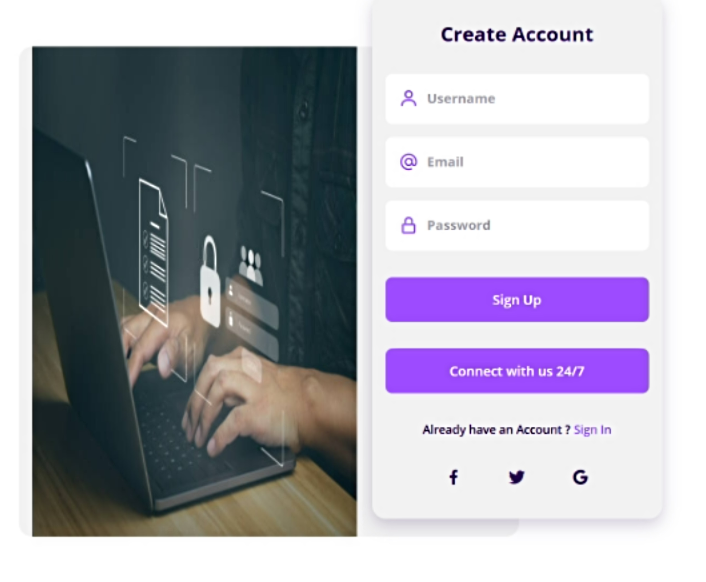 Create Account
Username
Email
Password
Sign Up
Connect with us 24/7
Already have an Account ? Sign In